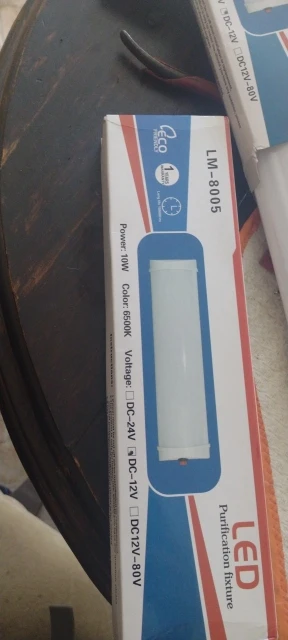 LM-8005
ECO
1
Power: 10W Color: 6500K Voltage: ☐ DC-24V ☑ DC-12V ☐ DC12V-80V
LED
Purification fixture
DC-12V ☐ DC12V-80V